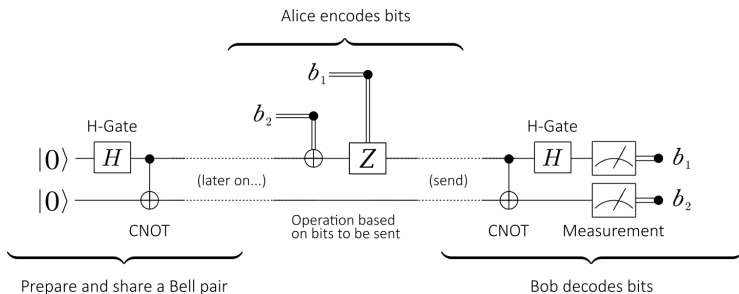 Alice encodes bits
b₁
b₂
H-Gate
H-Gate
|0⟩ H Z H b₁
(later on...) (send)
|0⟩ b₂
Operation based
on bits to be sent
CNOT CNOT Measurement
Prepare and share a Bell pair Bob decodes bits